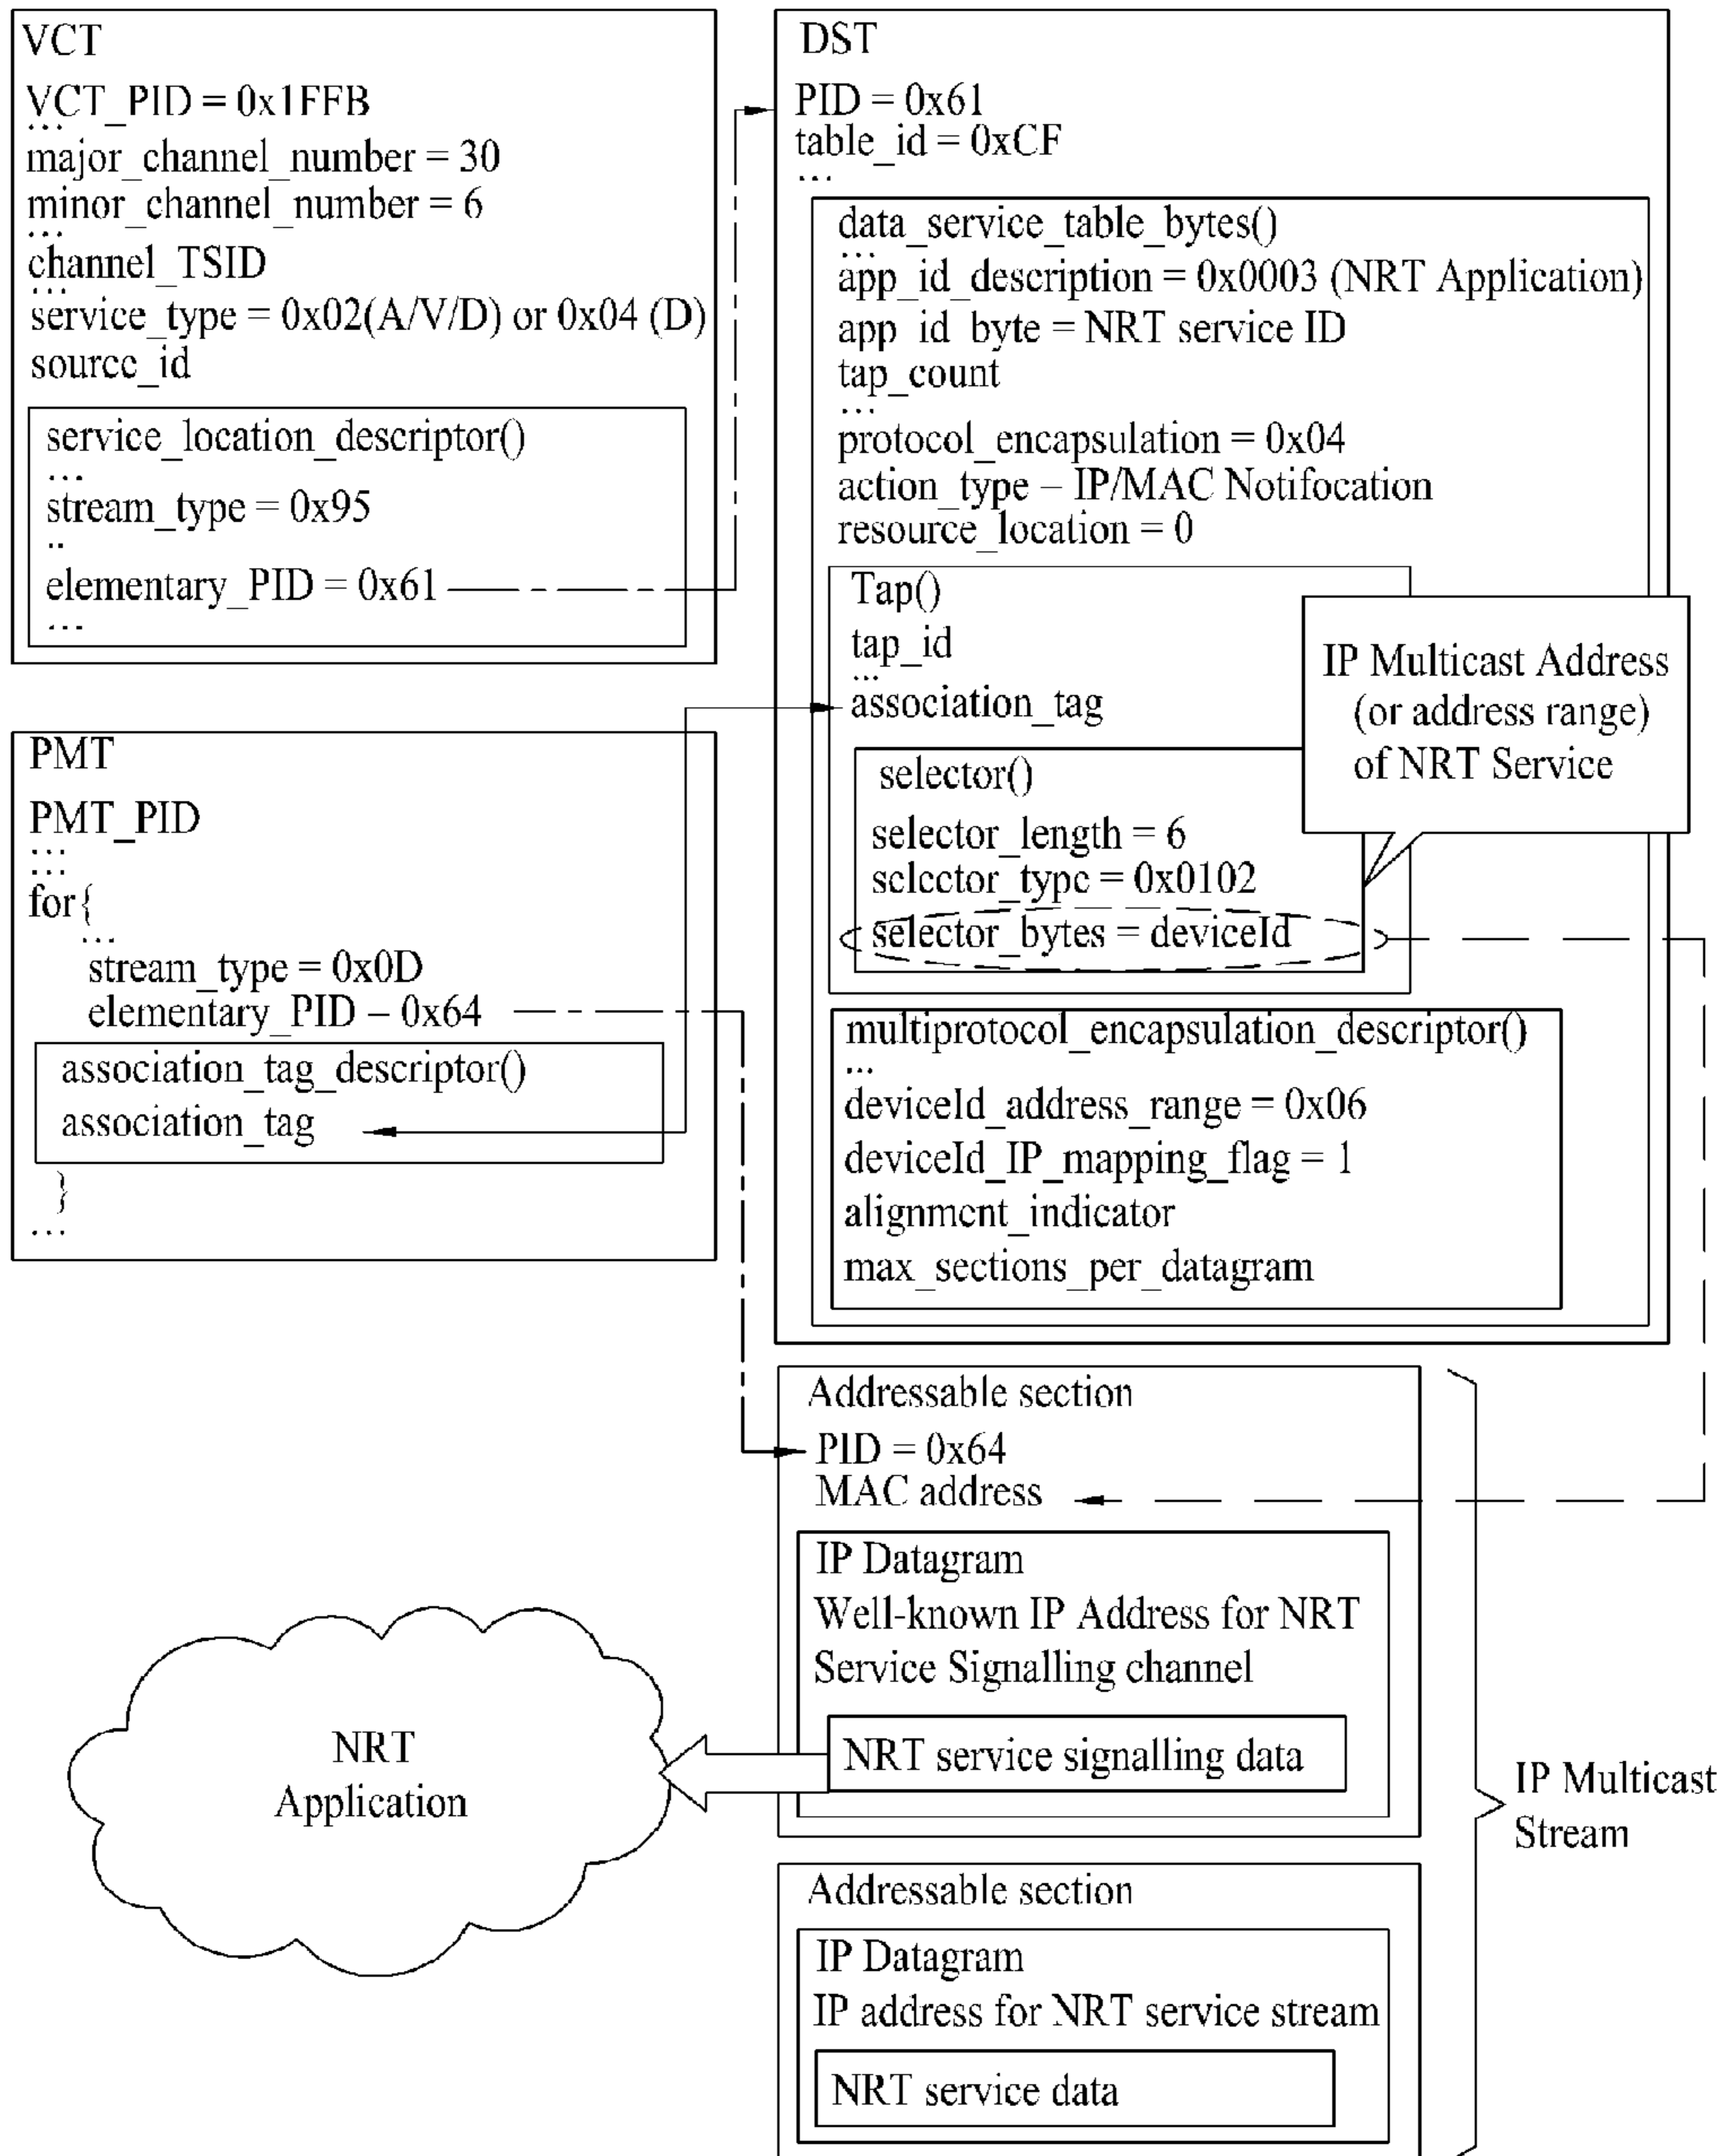 VCT
VCT_PID = 0x1FFB
...
major_channel_number = 30
minor_channel_number = 6
...
channel_TSID
...
service_type = 0x02(A/V/D) or 0x04 (D)
source_id
service_location_descriptor()
...
stream_type = 0x95
..
elementary_PID = 0x61
...
PMT
PMT_PID
...
...
for{
...
stream_type = 0x0D
elementary_PID – 0x64
association_tag_descriptor()
association_tag
}
...
DST
PID = 0x61
table_id = 0xCF
...
data_service_table_bytes()
...
app_id_description = 0x0003 (NRT Application)
app_id_byte = NRT service ID
tap_count
...
protocol_encapsulation = 0x04
action_type – IP/MAC Notifocation
resource_location = 0
Tap()
tap_id
...
association_tag
selector()
selector_length = 6
selector_type = 0x0102
selector_bytes = deviceId
IP Multicast Address
(or address range)
of NRT Service
multiprotocol_encapsulation_descriptor()
...
deviceId_address_range = 0x06
deviceId_IP_mapping_flag = 1
alignment_indicator
max_sections_per_datagram
Addressable section
PID = 0x64
MAC address
IP Datagram
Well-known IP Address for NRT
Service Signalling channel
NRT service signalling data
NRT
Application
IP Multicast
Stream
Addressable section
IP Datagram
IP address for NRT service stream
NRT service data